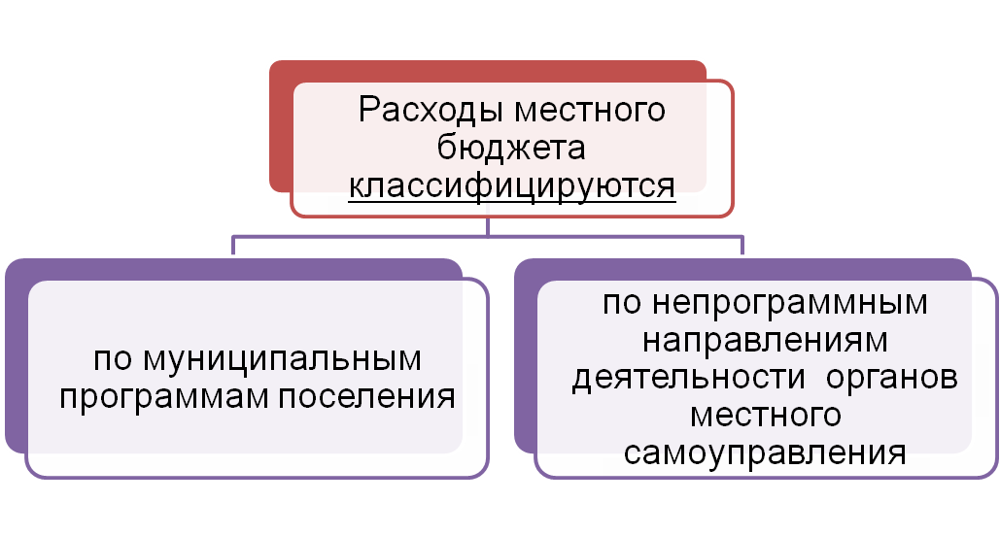 Расходы местного
бюджета
классифицируются
по муниципальным
программам поселения
по непрограммным
направлениям
деятельности органов
местного
самоуправления